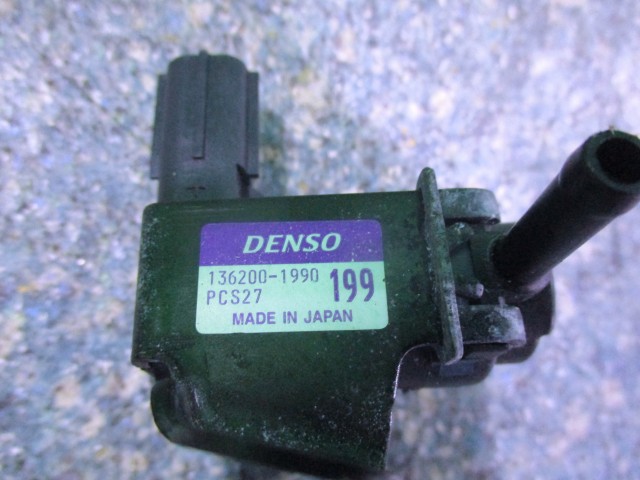 DENSO
136200-1990
PCS27 199
MADE IN JAPAN